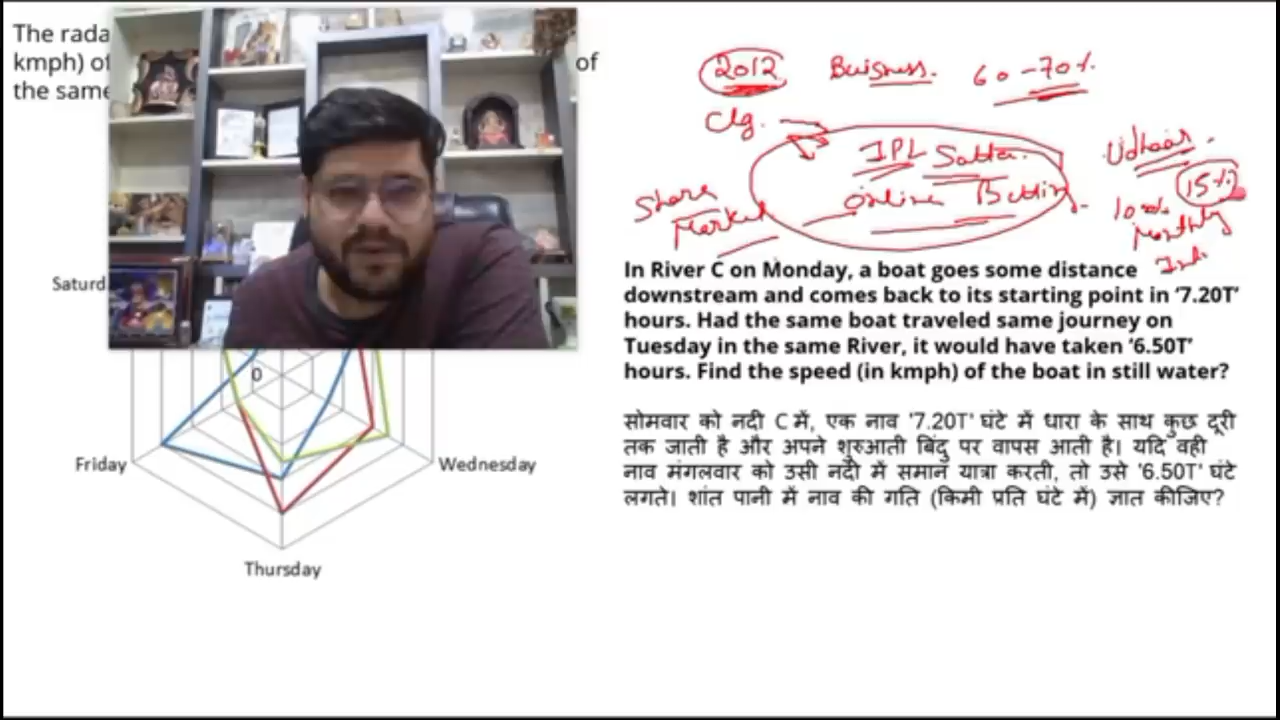 The rada
kmph) of
of
the same
2012
Buisness.
60-70%.
Clg.
IPL Satta.
Online Betting.
Share
Market
Udhaar.
15%
10%
Monthly
In River C on Monday, a boat goes some distance
downstream and comes back to its starting point in '7.20T'
hours. Had the same boat traveled same journey on
Tuesday in the same River, it would have taken '6.50T'
hours. Find the speed (in kmph) of the boat in still water?
सोमवार को नदी C में, एक नाव '7.20T' घंटे में धारा के साथ कुछ दूरी
तक जाती है और अपने शुरुआती बिंदु पर वापस आती है। यदि वही
नाव मंगलवार को उसी नदी में समान यात्रा करती, तो उसे '6.50T' घंटे
लगते। शांत पानी में नाव की गति (किमी प्रति घंटे में) ज्ञात कीजिए?
Saturd
0
Friday
Wednesday
Thursday